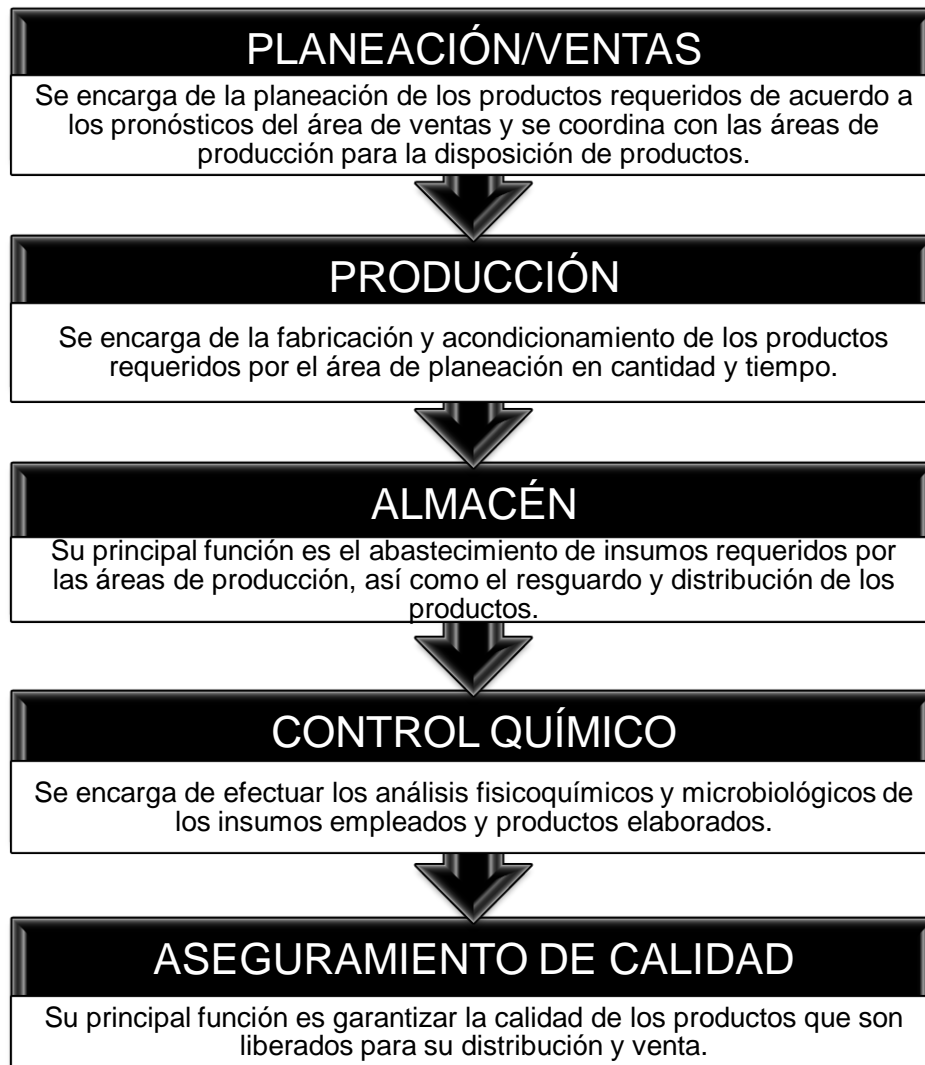 PLANEACIÓN/VENTAS
Se encarga de la planeación de los productos requeridos de acuerdo a
los pronósticos del área de ventas y se coordina con las áreas de
producción para la disposición de productos.
PRODUCCIÓN
Se encarga de la fabricación y acondicionamiento de los productos
requeridos por el área de planeación en cantidad y tiempo.
ALMACÉN
Su principal función es el abastecimiento de insumos requeridos por
las áreas de producción, así como el resguardo y distribución de los
productos.
CONTROL QUÍMICO
Se encarga de efectuar los análisis fisicoquímicos y microbiológicos de
los insumos empleados y productos elaborados.
ASEGURAMIENTO DE CALIDAD
Su principal función es garantizar la calidad de los productos que son
liberados para su distribución y venta.